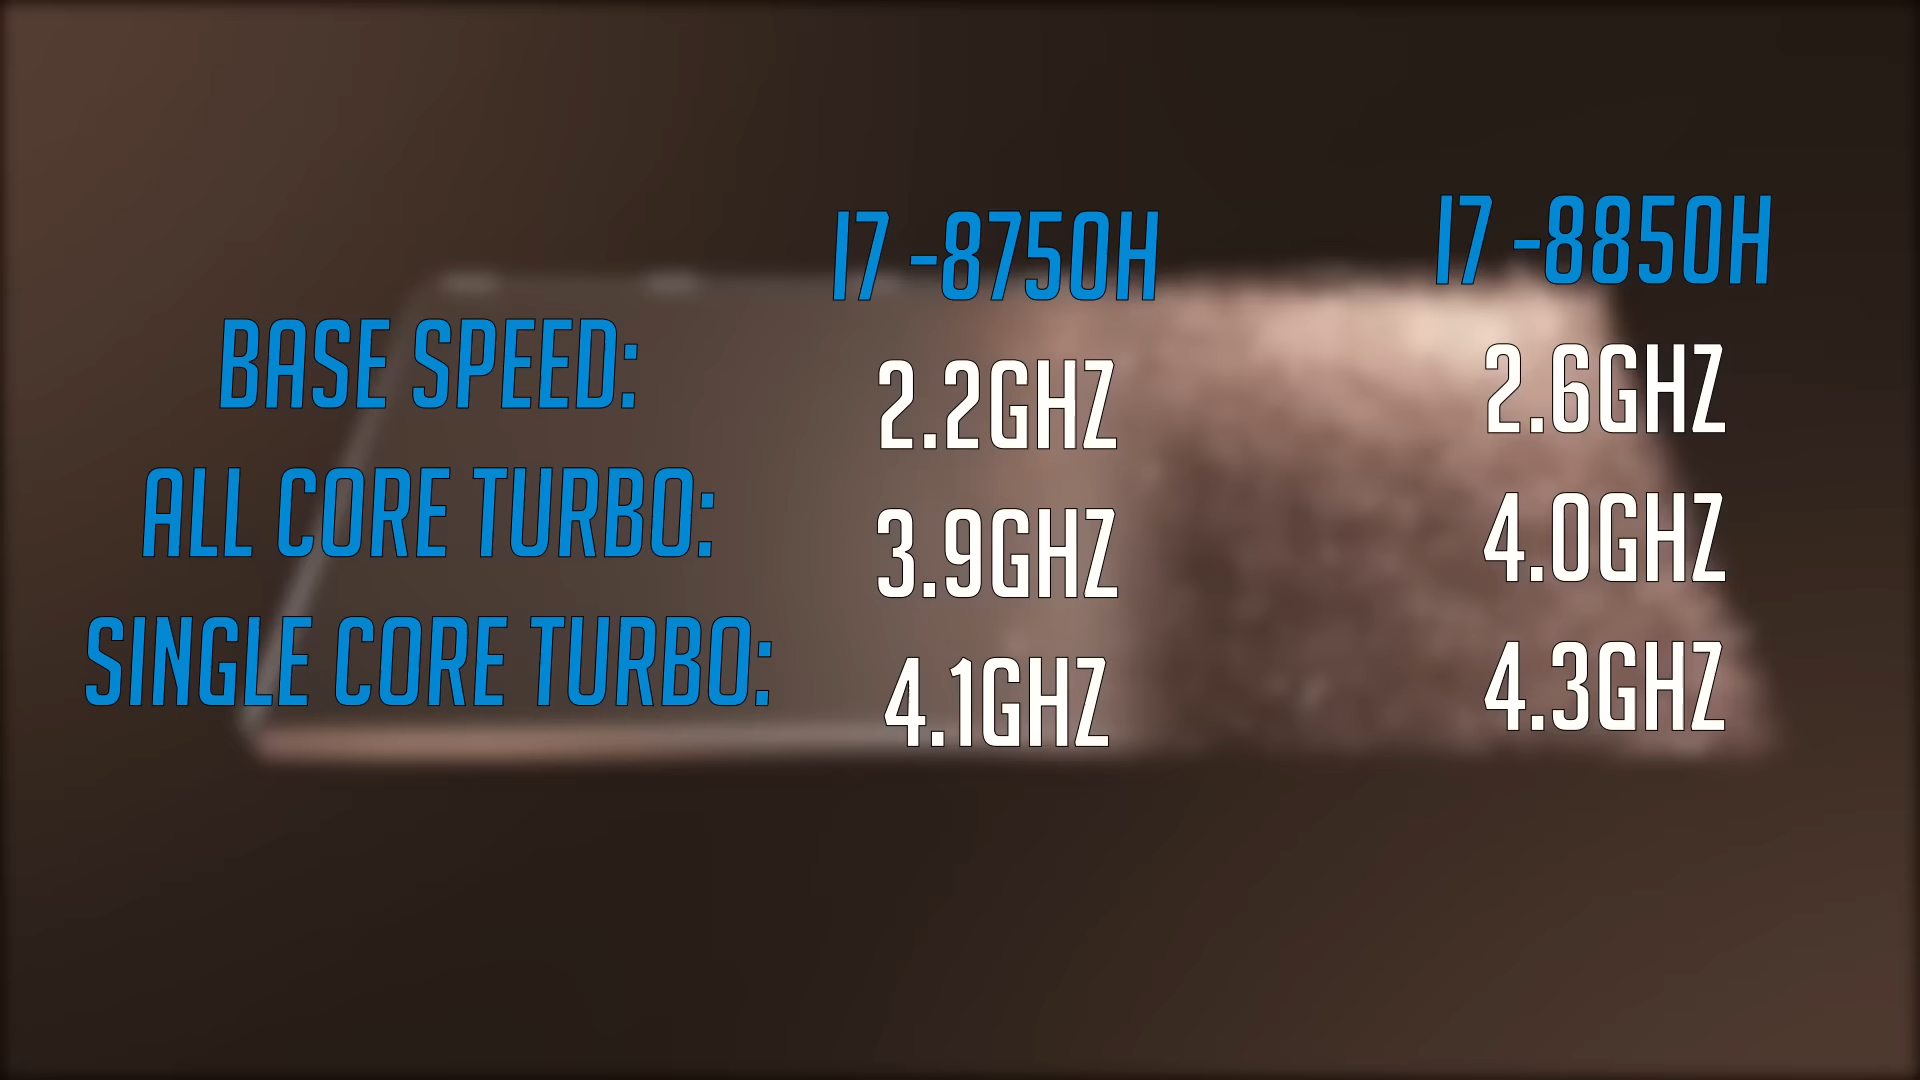 I7 -8750H I7 -8850H
BASE SPEED: 2.2GHZ 2.6GHZ
ALL CORE TURBO: 3.9GHZ 4.0GHZ
SINGLE CORE TURBO: 4.1GHZ 4.3GHZ